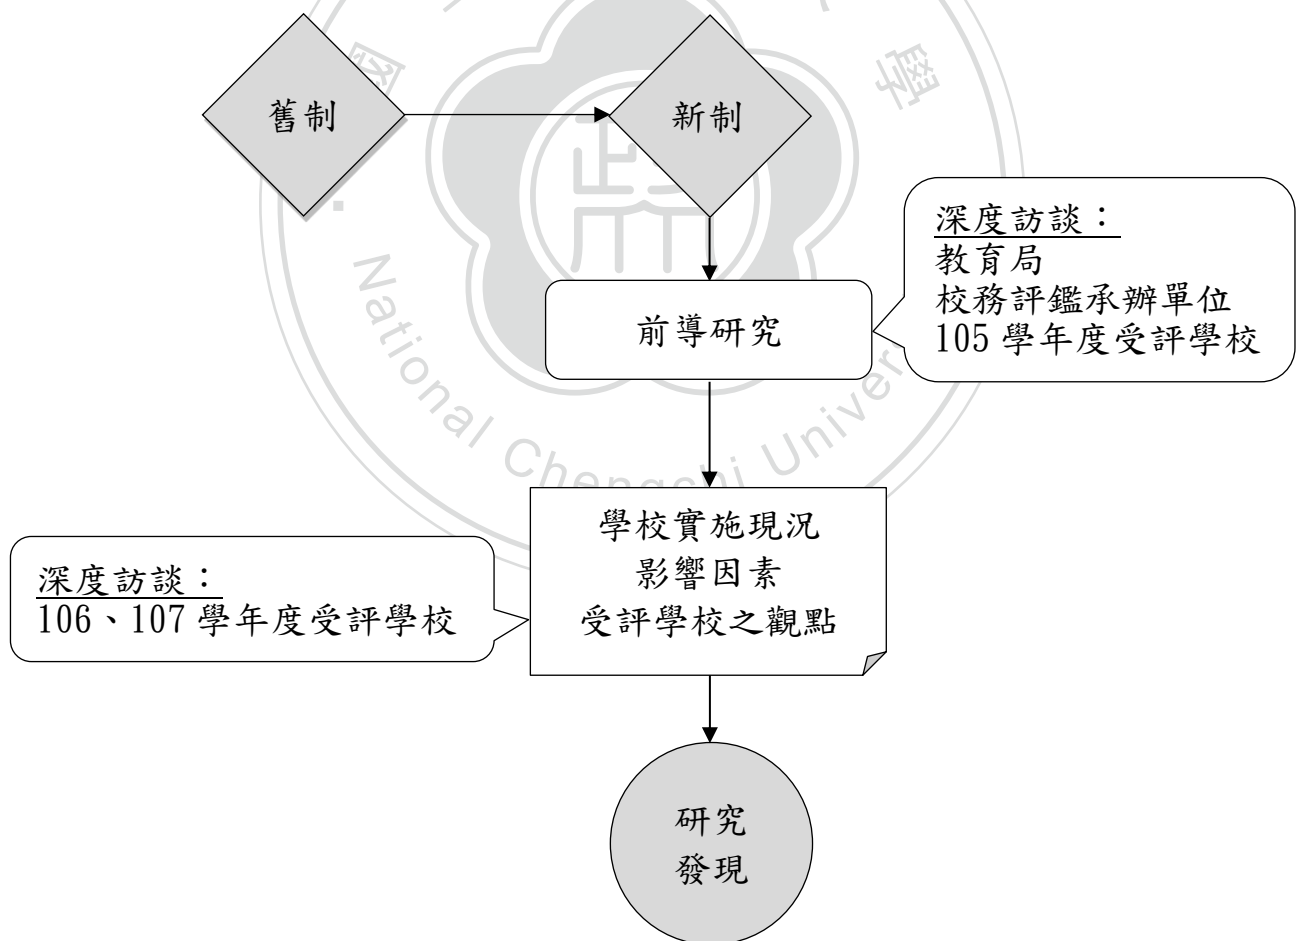 舊制
新制
深度訪談：
教育局
校務評鑑承辦單位
105 學年度受評學校
前導研究
學校實施現況
影響因素
受評學校之觀點
深度訪談：
106、107 學年度受評學校
研究
發現
學
National Chengchi Univer